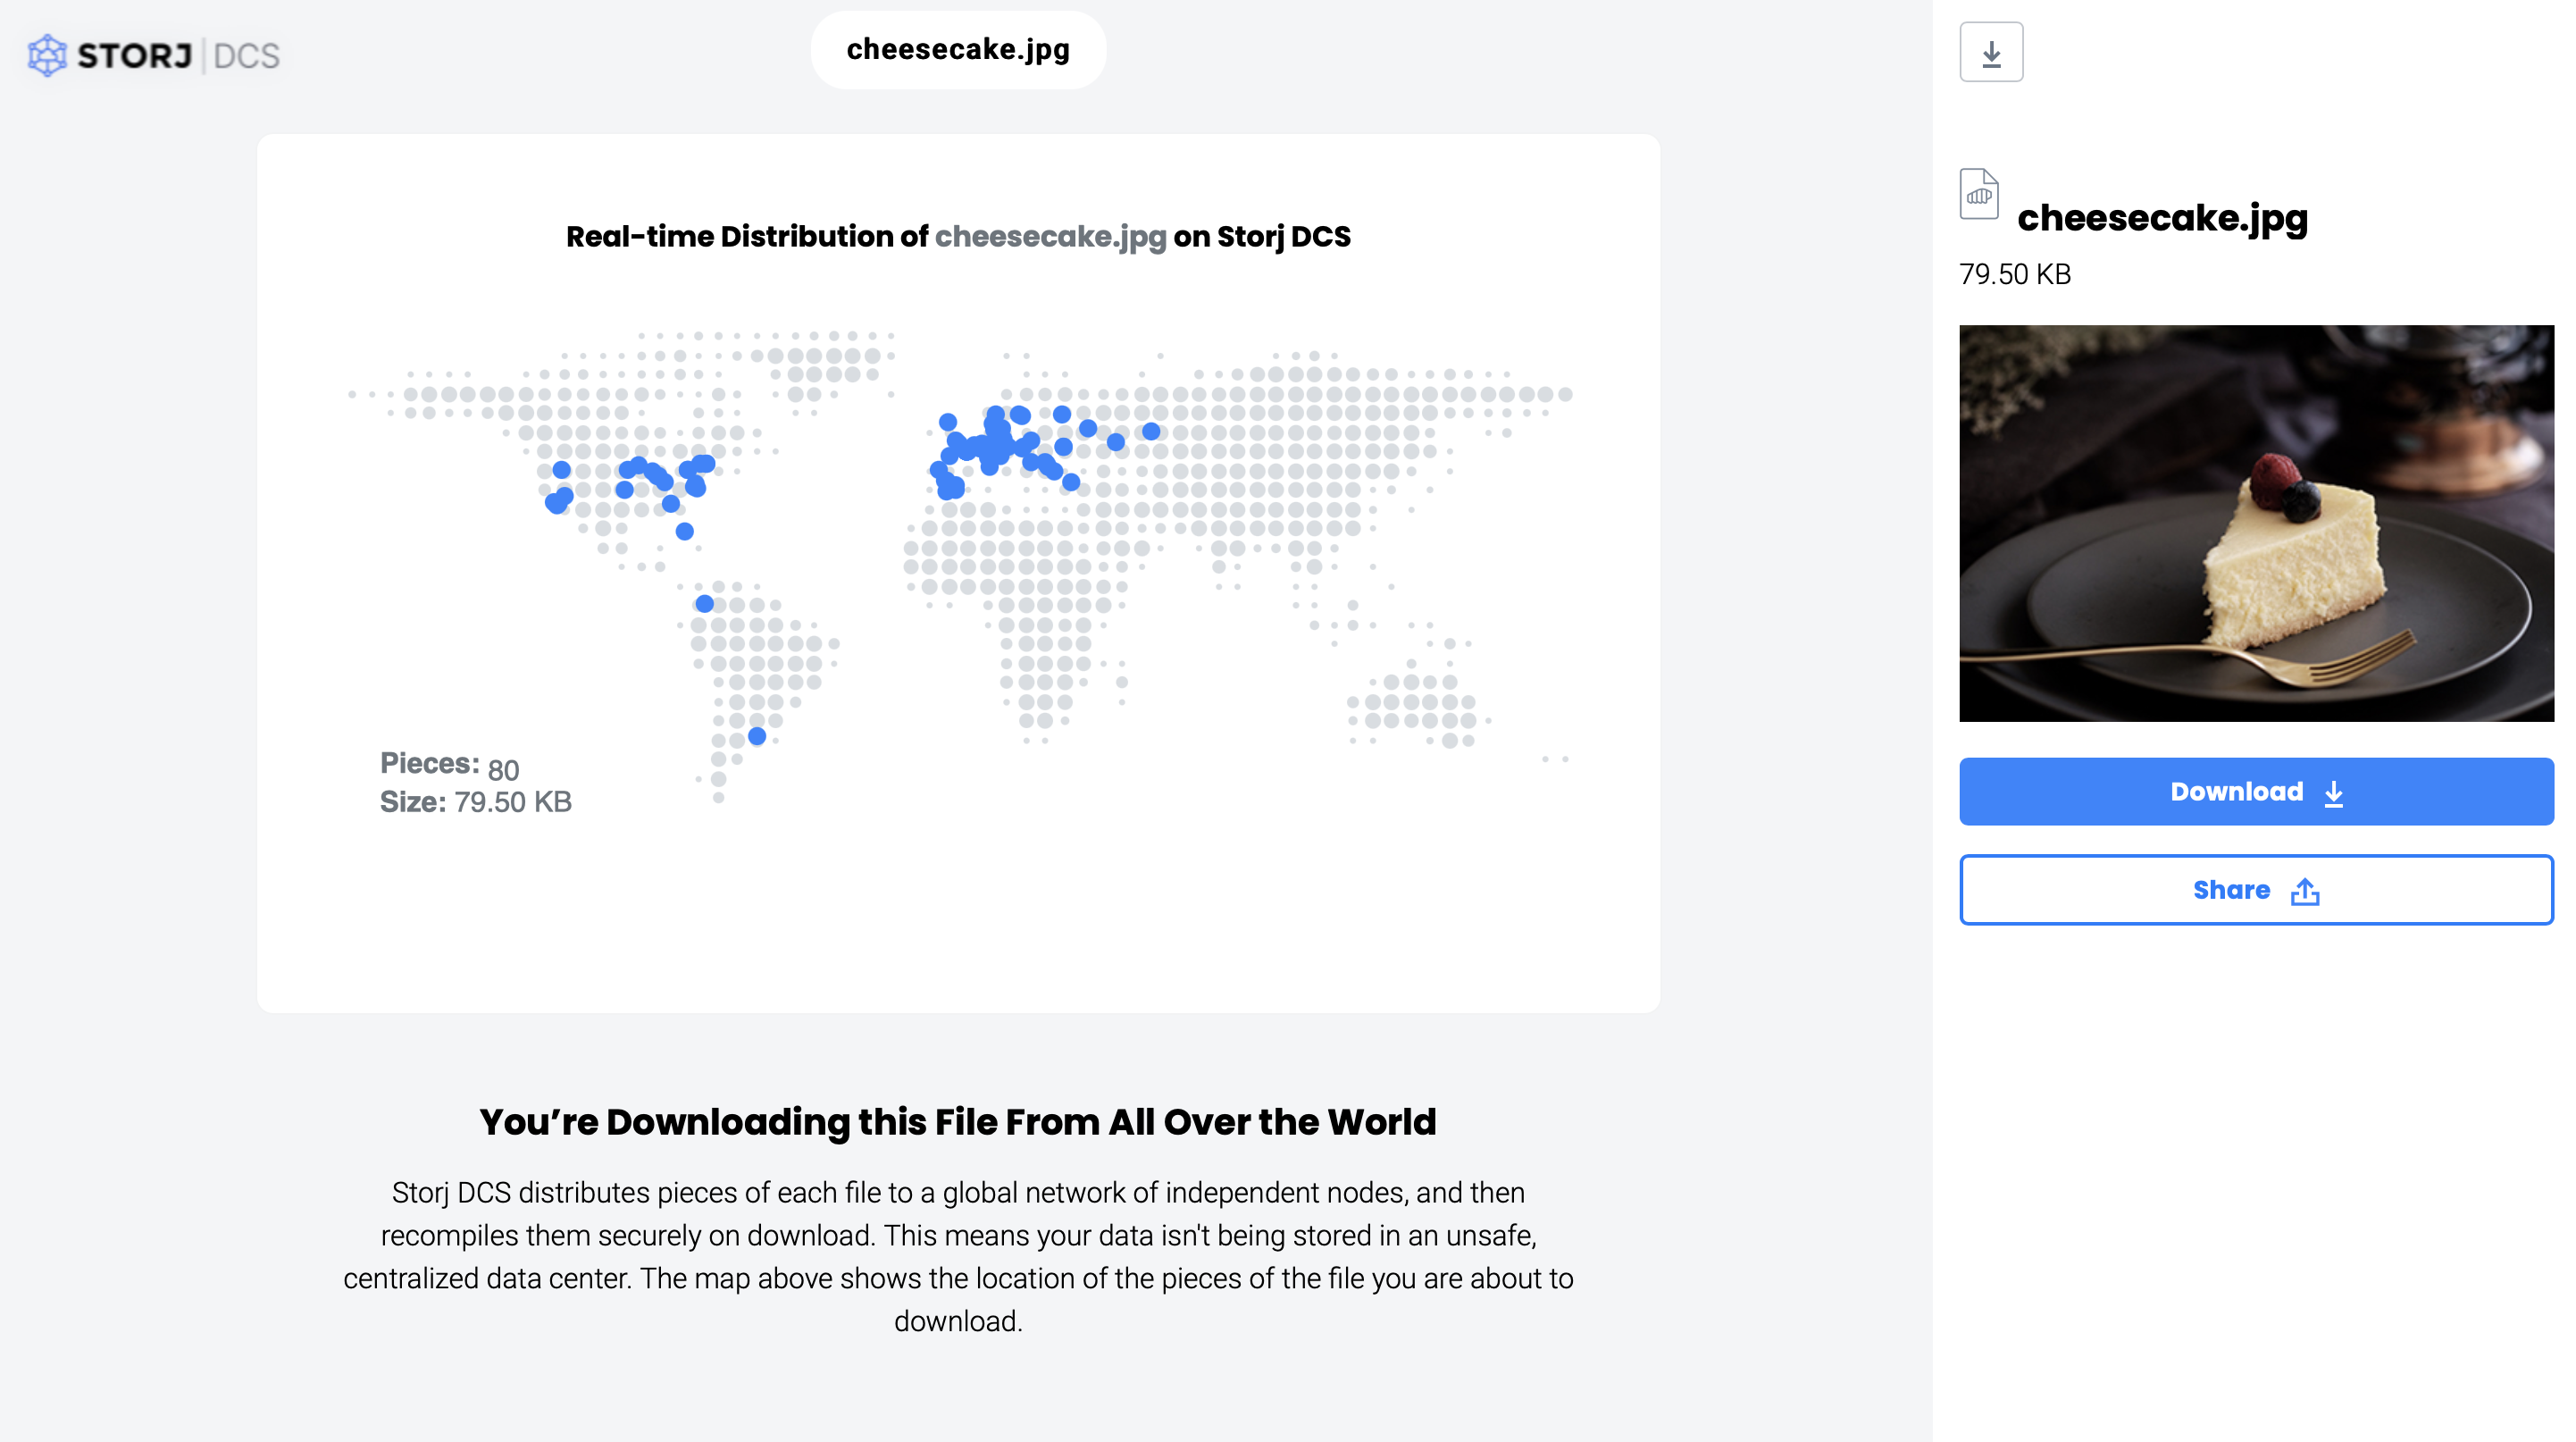 STORJ DCS
cheesecake.jpg
Real-time Distribution of cheesecake.jpg on Storj DCS
Pieces: 80
Size: 79.50 KB
You’re Downloading this File From All Over the World
Storj DCS distributes pieces of each file to a global network of independent nodes, and then
recompiles them securely on download. This means your data isn't being stored in an unsafe,
centralized data center. The map above shows the location of the pieces of the file you are about to
download.
cheesecake.jpg
79.50 KB
Download
Share